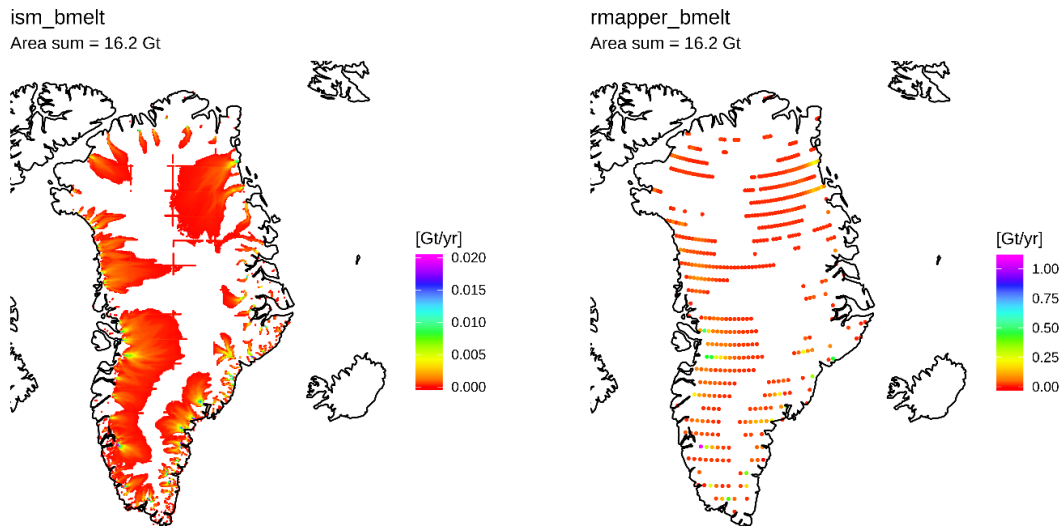 ism_bmelt
Area sum = 16.2 Gt
[Gt/yr]
0.020
0.015
0.010
0.005
0.000
rmapper_bmelt
Area sum = 16.2 Gt
[Gt/yr]
1.00
0.75
0.50
0.25
0.00